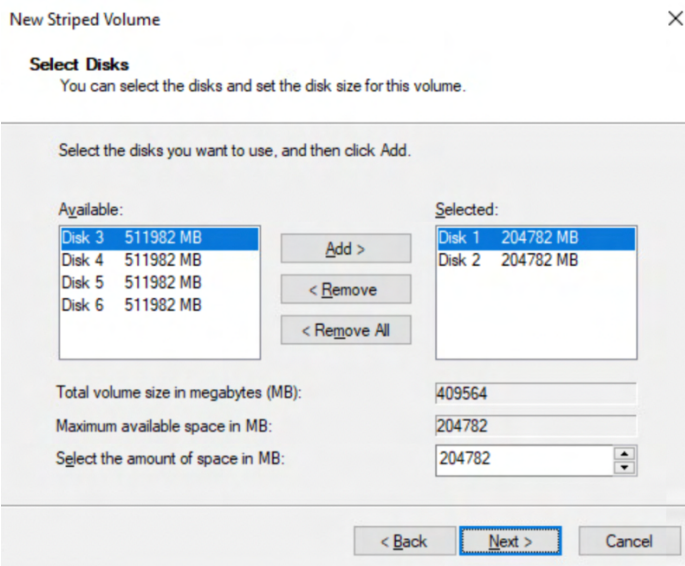 New Striped Volume
Select Disks
You can select the disks and set the disk size for this volume.
Select the disks you want to use, and then click Add.
Available:
Disk 3 511982 MB
Disk 4 511982 MB
Disk 5 511982 MB
Disk 6 511982 MB
Add >
< Remove
< Remove All
Selected:
Disk 1 204782 MB
Disk 2 204782 MB
Total volume size in megabytes (MB): 409564
Maximum available space in MB: 204782
Select the amount of space in MB: 204782
< Back Next > Cancel